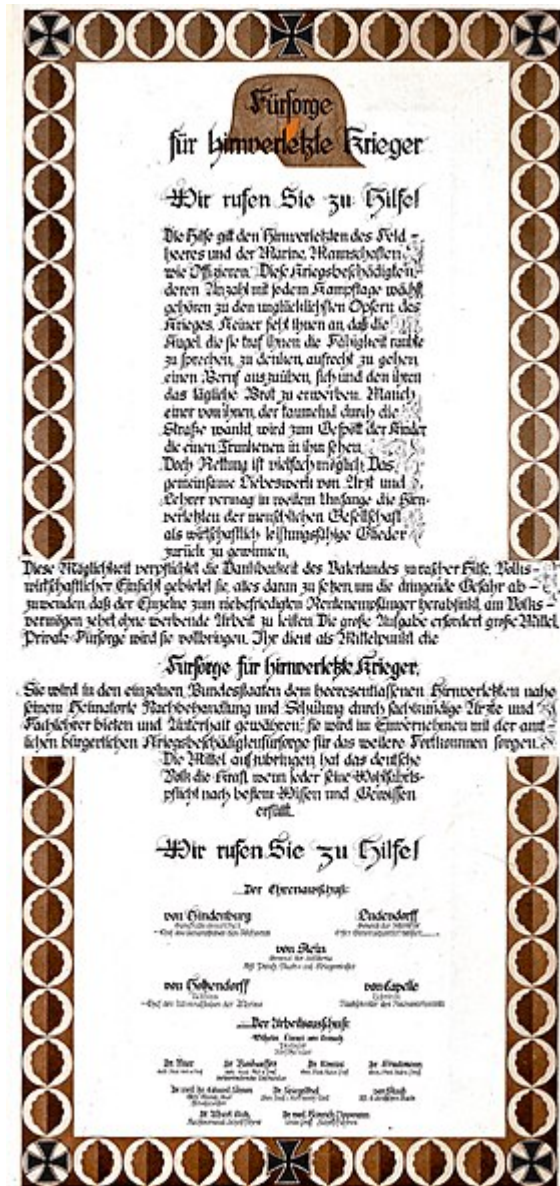 Fürsorge
für hirnverletzte Krieger
Wir rufen Sie zu Hilfe!
Die Hilfe gilt den Hirnverletzten des Feld-
heeres und der Marine, Mannschaften
wie Offizieren. Diese Kriegsbeschädigten,
deren Anzahl mit jedem Kampftage wächst,
gehören zu den unglücklichsten Opfern des
Krieges. Keiner sieht ihnen an, daß die
Kugel, die sie traf ihnen die Fähigkeit raubte
zu sprechen, zu denken, aufrecht zu gehen,
einen Beruf auszuüben, sich und den ihren
das tägliche Brot zu erwerben. Manch
einer von ihnen, der taumelnd durch die
Straße wankt, wird zum Gespött der Kinder
die einen Trunkenen in ihm sehen.
Doch Rettung ist vielfach möglich. Das
gemeinsame Liebeswerk von Arzt und
Lehrer vermag in weitem Umfange die Hirn-
verletzten der menschlichen Gesellschaft
als wirtschaftlich leistungsfähige Glieder
zurück zu gewinnen.
Diese Möglichkeit verpflichtet die Dankbarkeit des Vaterlandes zu rascher Hilfe. Volks-
wirtschaftlicher Einsicht gebietet sie, alles daran zu setzen, um die dringende Gefahr ab-
zuwenden, daß der Einzelne zum niebefriedigten Rentenempfänger herabsinkt, am Volks-
vermögen zehrt ohne werbende Arbeit zu leisten. Die große Aufgabe erfordert große Mittel.
Private Fürsorge wird sie vollbringen. Ihr dient als Mittelpunkt die
Fürsorge für hirnverletzte Krieger.
Sie wird in den einzelnen Bundesstaaten dem heeresentlassenen Hirnverletzten nahe
seinem Heimatorte Nachbehandlung und Schulung durch sachkundige Ärzte und
Fachlehrer bieten und Unterhalt gewähren; sie wird im Einvernehmen mit der amt-
lichen bürgerlichen Kriegsbeschädigtenfürsorge für das weitere Fortkommen sorgen.
Die Mittel aufzubringen hat das deutsche
Volk die Kraft, wenn jeder seine Wohlfahrts-
pflicht nach bestem Wissen und Gewissen
erfüllt.
Wir rufen Sie zu Hilfe!
Der Ehrenausschuß:
von Hindenburg Ludendorff
von Stein
von Holtzendorff von Capelle
Der Arbeitsausschuß: